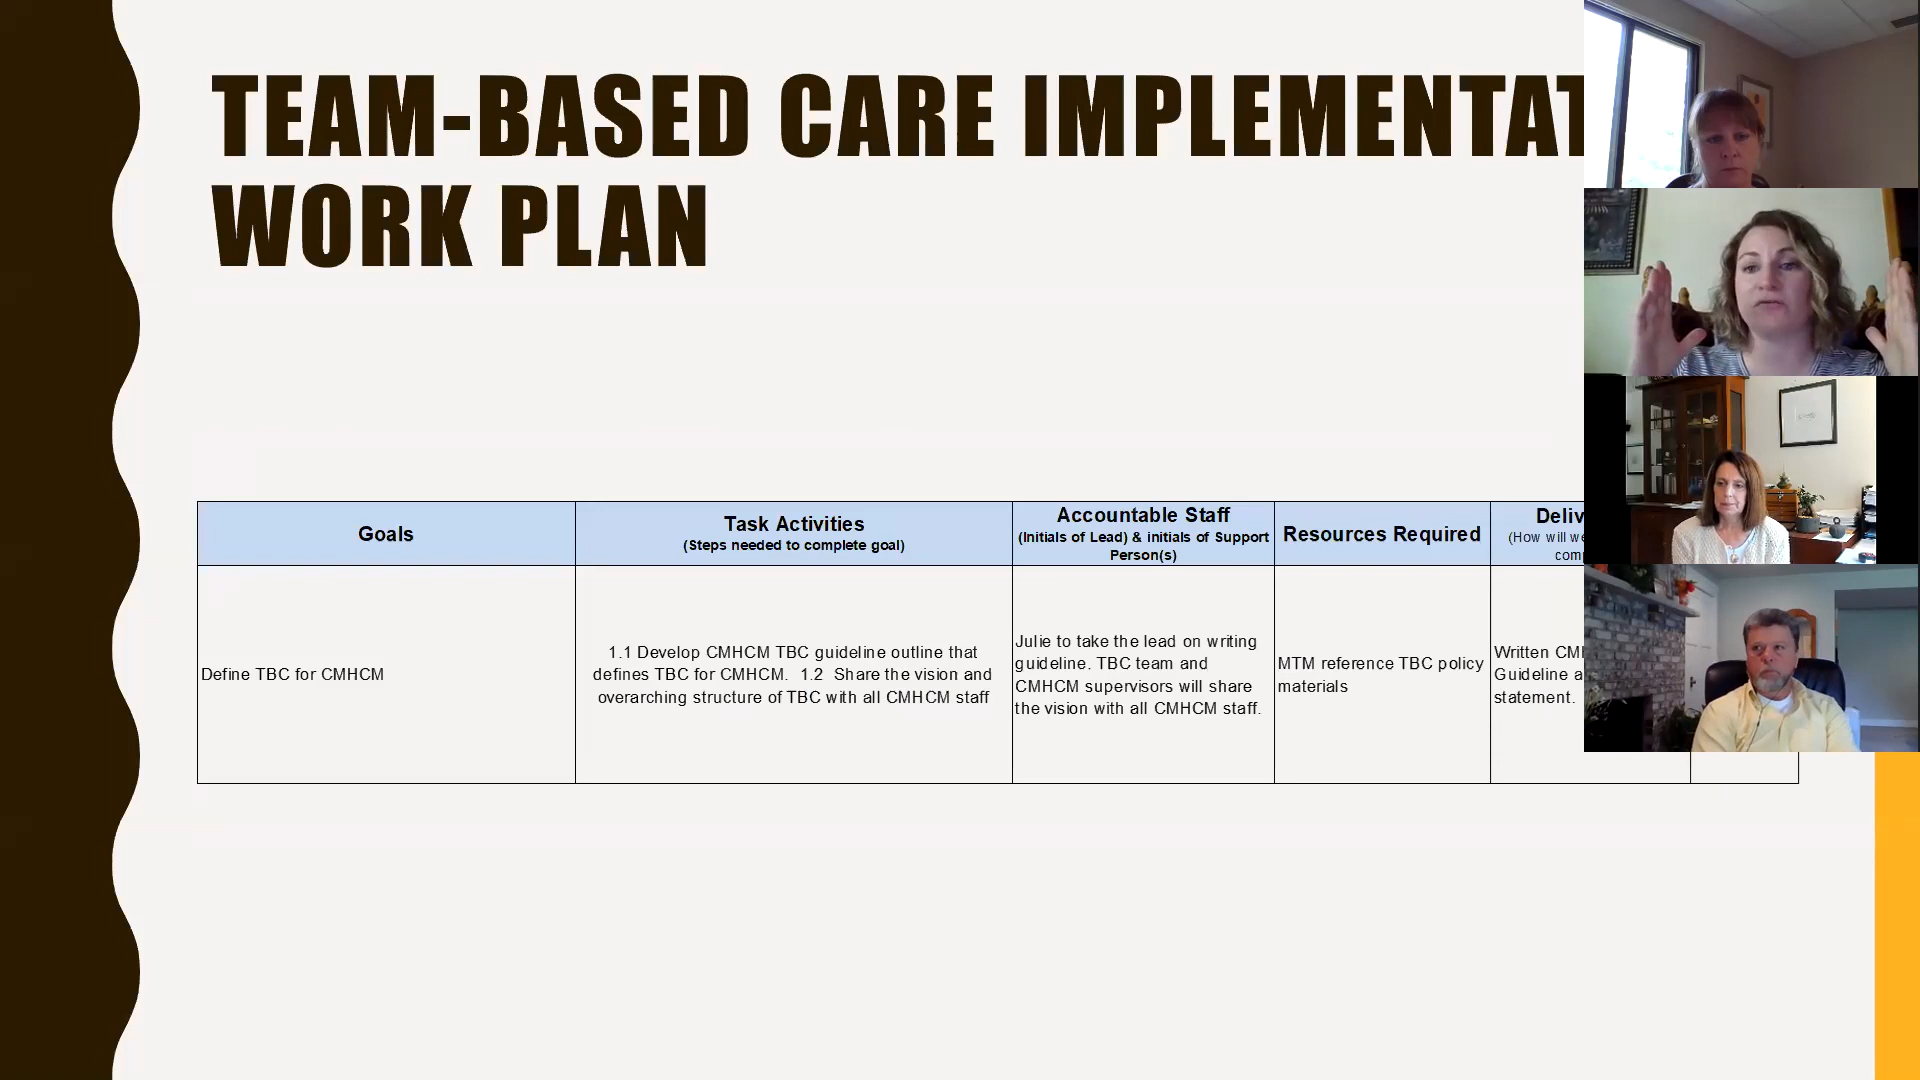 TEAM-BASED CARE IMPLEMENTAT
WORK PLAN
Goals
Task Activities
(Steps needed to complete goal)
Accountable Staff
(Initials of Lead) & initials of Support
Person(s)
Resources Required
Deliv
(How will we
com
Define TBC for CMHCM
1.1 Develop CMHCM TBC guideline outline that
defines TBC for CMHCM. 1.2 Share the vision and
overarching structure of TBC with all CMHCM staff
Julie to take the lead on writing
guideline. TBC team and
CMHCM supervisors will share
the vision with all CMHCM staff.
MTM reference TBC policy
materials
Written CMH
Guideline a
statement.